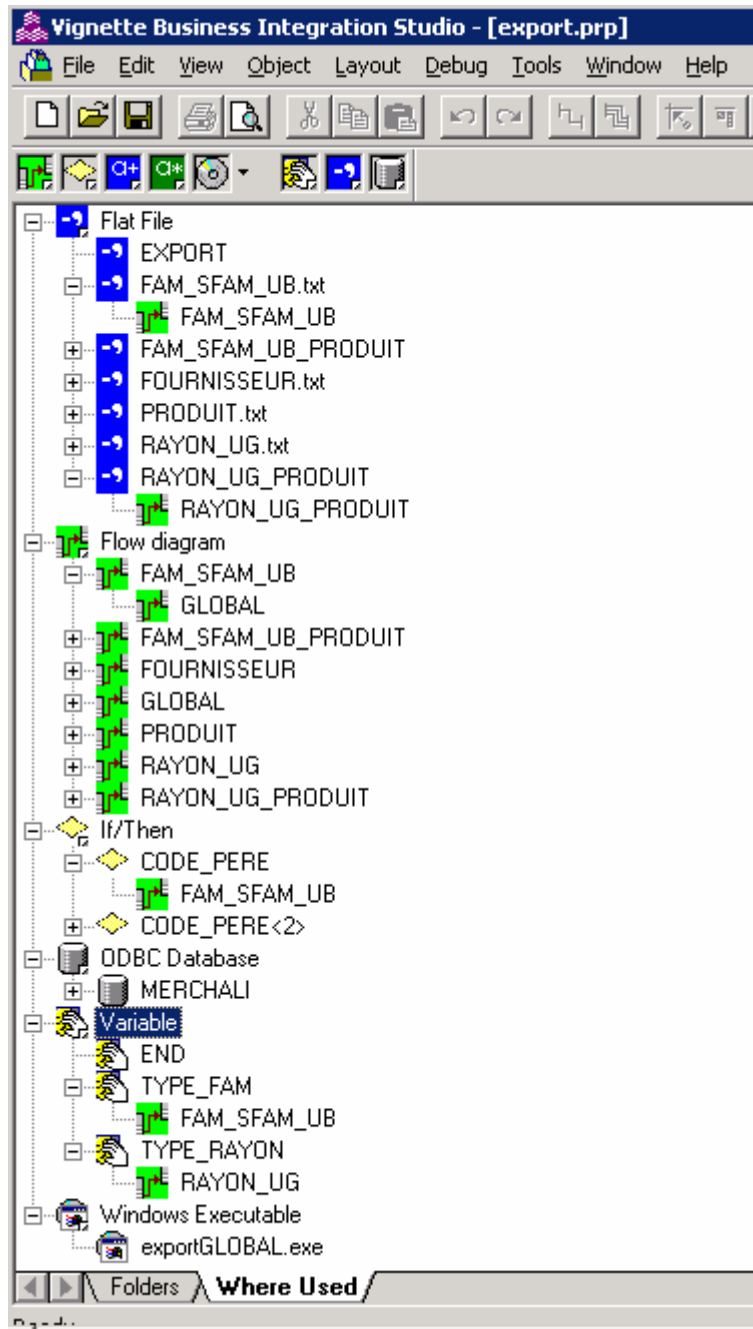 Vignette Business Integration Studio - [export.prp]
File Edit View Object Layout Debug Tools Window Help
Flat File
EXPORT
FAM_SFAM_UB.txt
FAM_SFAM_UB
FAM_SFAM_UB_PRODUIT
FOURNISSEUR.txt
PRODUIT.txt
RAYON_UG.txt
RAYON_UG_PRODUIT
RAYON_UG_PRODUIT
Flow diagram
FAM_SFAM_UB
GLOBAL
FAM_SFAM_UB_PRODUIT
FOURNISSEUR
GLOBAL
PRODUIT
RAYON_UG
RAYON_UG_PRODUIT
If/Then
CODE_PERE
FAM_SFAM_UB
CODE_PERE<2>
ODBC Database
MERCHALI
Variable
END
TYPE_FAM
FAM_SFAM_UB
TYPE_RAYON
RAYON_UG
Windows Executable
exportGLOBAL.exe
Folders Where Used